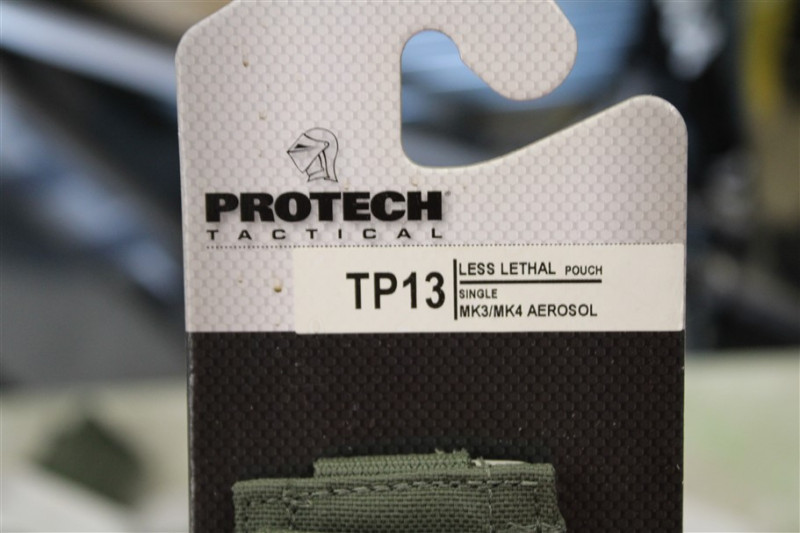 PROTECH®
TACTICAL
TP13
LESS LETHAL POUCH
SINGLE
MK3/MK4 AEROSOL